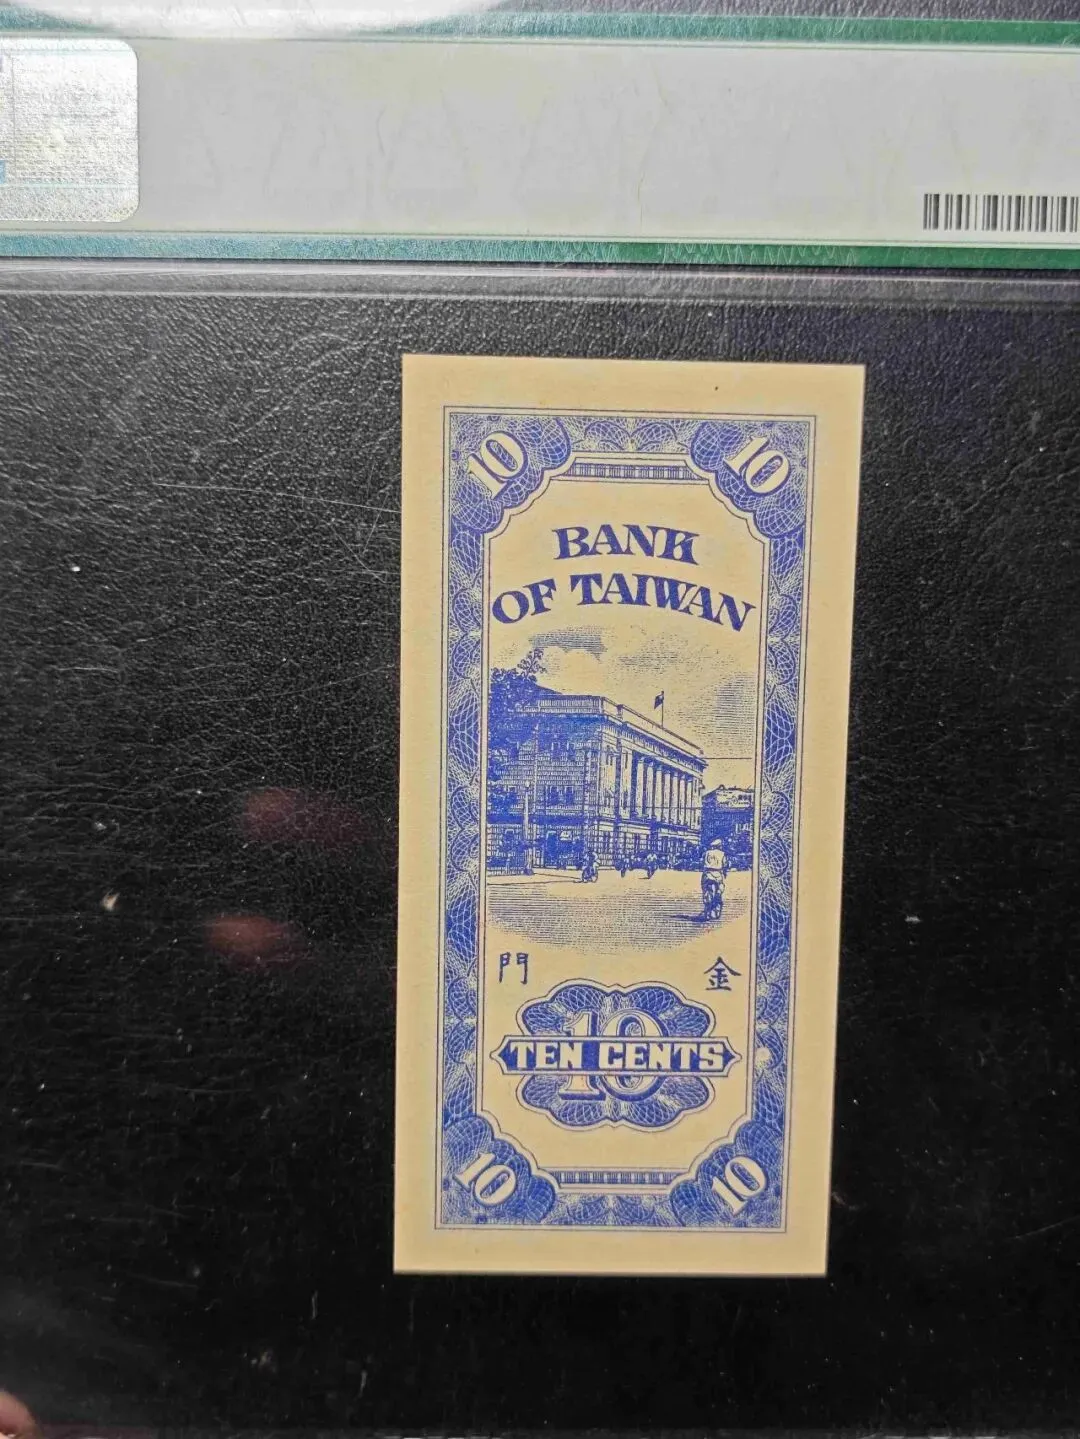 10 10
BANK
OF TAIWAN
門 金
10
TEN CENTS
10 10